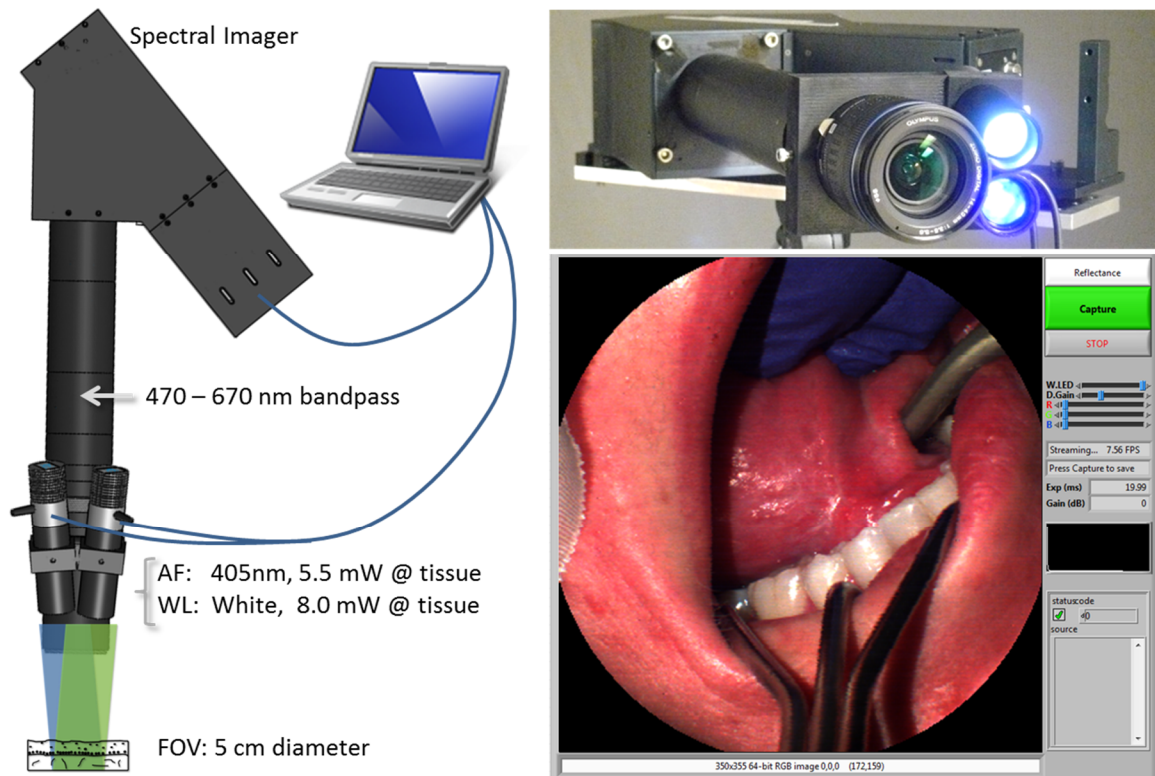 Spectral Imager
470 – 670 nm bandpass
AF: 405nm, 5.5 mW @ tissue
WL: White, 8.0 mW @ tissue
FOV: 5 cm diameter
OLYMPUS
Reflectance
Capture
STOP
W.LED
D.Gain
R
G
B
Streaming... 7.56 FPS
Press Capture to save
Exp (ms) 19.99
Gain (dB) 0
statuscode
0
source
350x355 64-bit RGB image 0,0,0 (172,159)